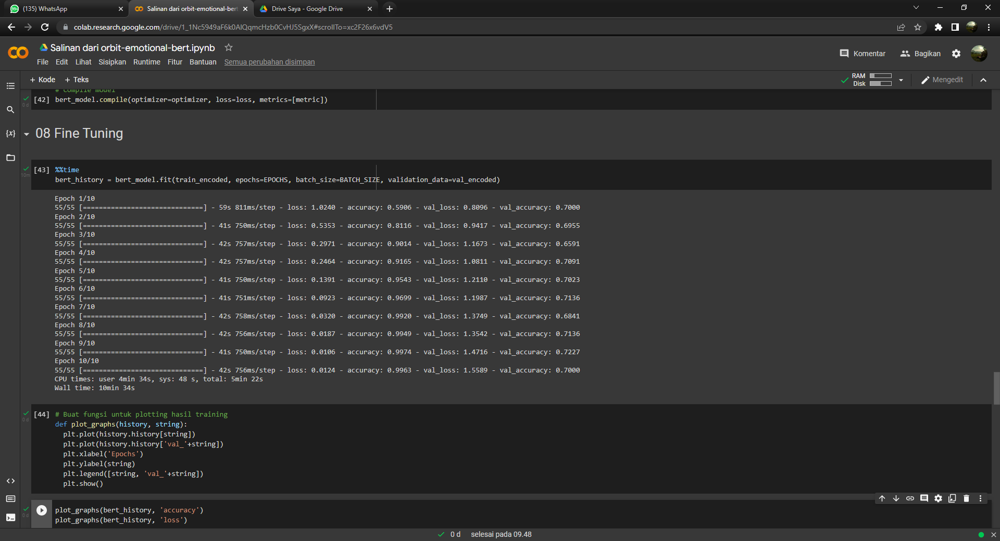 (135) WhatsApp
Salinan dari orbit-emotional-bert
Drive Saya - Google Drive
colab.research.google.com/drive/1_1Nc5949aF6k0AlQqmcHzb0CvHJ5SgxX#scrollTo=xc2F26x6vdV5
Salinan dari orbit-emotional-bert.ipynb
File Edit Lihat Sisipkan Runtime Fitur Bantuan Semua perubahan disimpan
Komentar Bagikan
+ Kode + Teks
RAM
Disk
Mengedit
# Compile model
[42] bert_model.compile(optimizer=optimizer, loss=loss, metrics=[metric])
0 d
08 Fine Tuning
[43] %%time
10m
bert_history = bert_model.fit(train_encoded, epochs=EPOCHS, batch_size=BATCH_SIZE, validation_data=val_encoded)
Epoch 1/10
55/55 [==============================] - 59s 811ms/step - loss: 1.0240 - accuracy: 0.5906 - val_loss: 0.8096 - val_accuracy: 0.7000
Epoch 2/10
55/55 [==============================] - 41s 750ms/step - loss: 0.5353 - accuracy: 0.8116 - val_loss: 0.9417 - val_accuracy: 0.6955
Epoch 3/10
55/55 [==============================] - 42s 757ms/step - loss: 0.2971 - accuracy: 0.9014 - val_loss: 1.1673 - val_accuracy: 0.6591
Epoch 4/10
55/55 [==============================] - 42s 757ms/step - loss: 0.2464 - accuracy: 0.9165 - val_loss: 1.0811 - val_accuracy: 0.7091
Epoch 5/10
55/55 [==============================] - 41s 750ms/step - loss: 0.1391 - accuracy: 0.9543 - val_loss: 1.2110 - val_accuracy: 0.7023
Epoch 6/10
55/55 [==============================] - 41s 751ms/step - loss: 0.0923 - accuracy: 0.9699 - val_loss: 1.1987 - val_accuracy: 0.7136
Epoch 7/10
55/55 [==============================] - 42s 758ms/step - loss: 0.0320 - accuracy: 0.9920 - val_loss: 1.3749 - val_accuracy: 0.6841
Epoch 8/10
55/55 [==============================] - 42s 756ms/step - loss: 0.0187 - accuracy: 0.9949 - val_loss: 1.3542 - val_accuracy: 0.7136
Epoch 9/10
55/55 [==============================] - 41s 750ms/step - loss: 0.0106 - accuracy: 0.9974 - val_loss: 1.4716 - val_accuracy: 0.7227
Epoch 10/10
55/55 [==============================] - 42s 756ms/step - loss: 0.0124 - accuracy: 0.9963 - val_loss: 1.5589 - val_accuracy: 0.7000
CPU times: user 4min 34s, sys: 48 s, total: 5min 22s
Wall time: 10min 34s
[44] # Buat fungsi untuk plotting hasil training
0 d
def plot_graphs(history, string):
plt.plot(history.history[string])
plt.plot(history.history['val_'+string])
plt.xlabel('Epochs')
plt.ylabel(string)
plt.legend([string, 'val_'+string])
plt.show()
plot_graphs(bert_history, 'accuracy')
0 d
plot_graphs(bert_history, 'loss')
0 d selesai pada 09.48